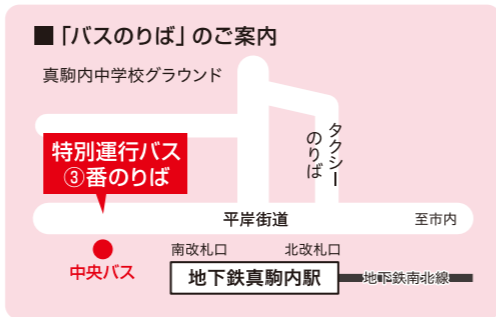 ■「バスのりば」のご案内
真駒内中学校グラウンド
タクシー
のりば
特別運行バス
③番のりば
平岸街道
至市内
中央バス
南改札口
北改札口
地下鉄真駒内駅
地下鉄南北線